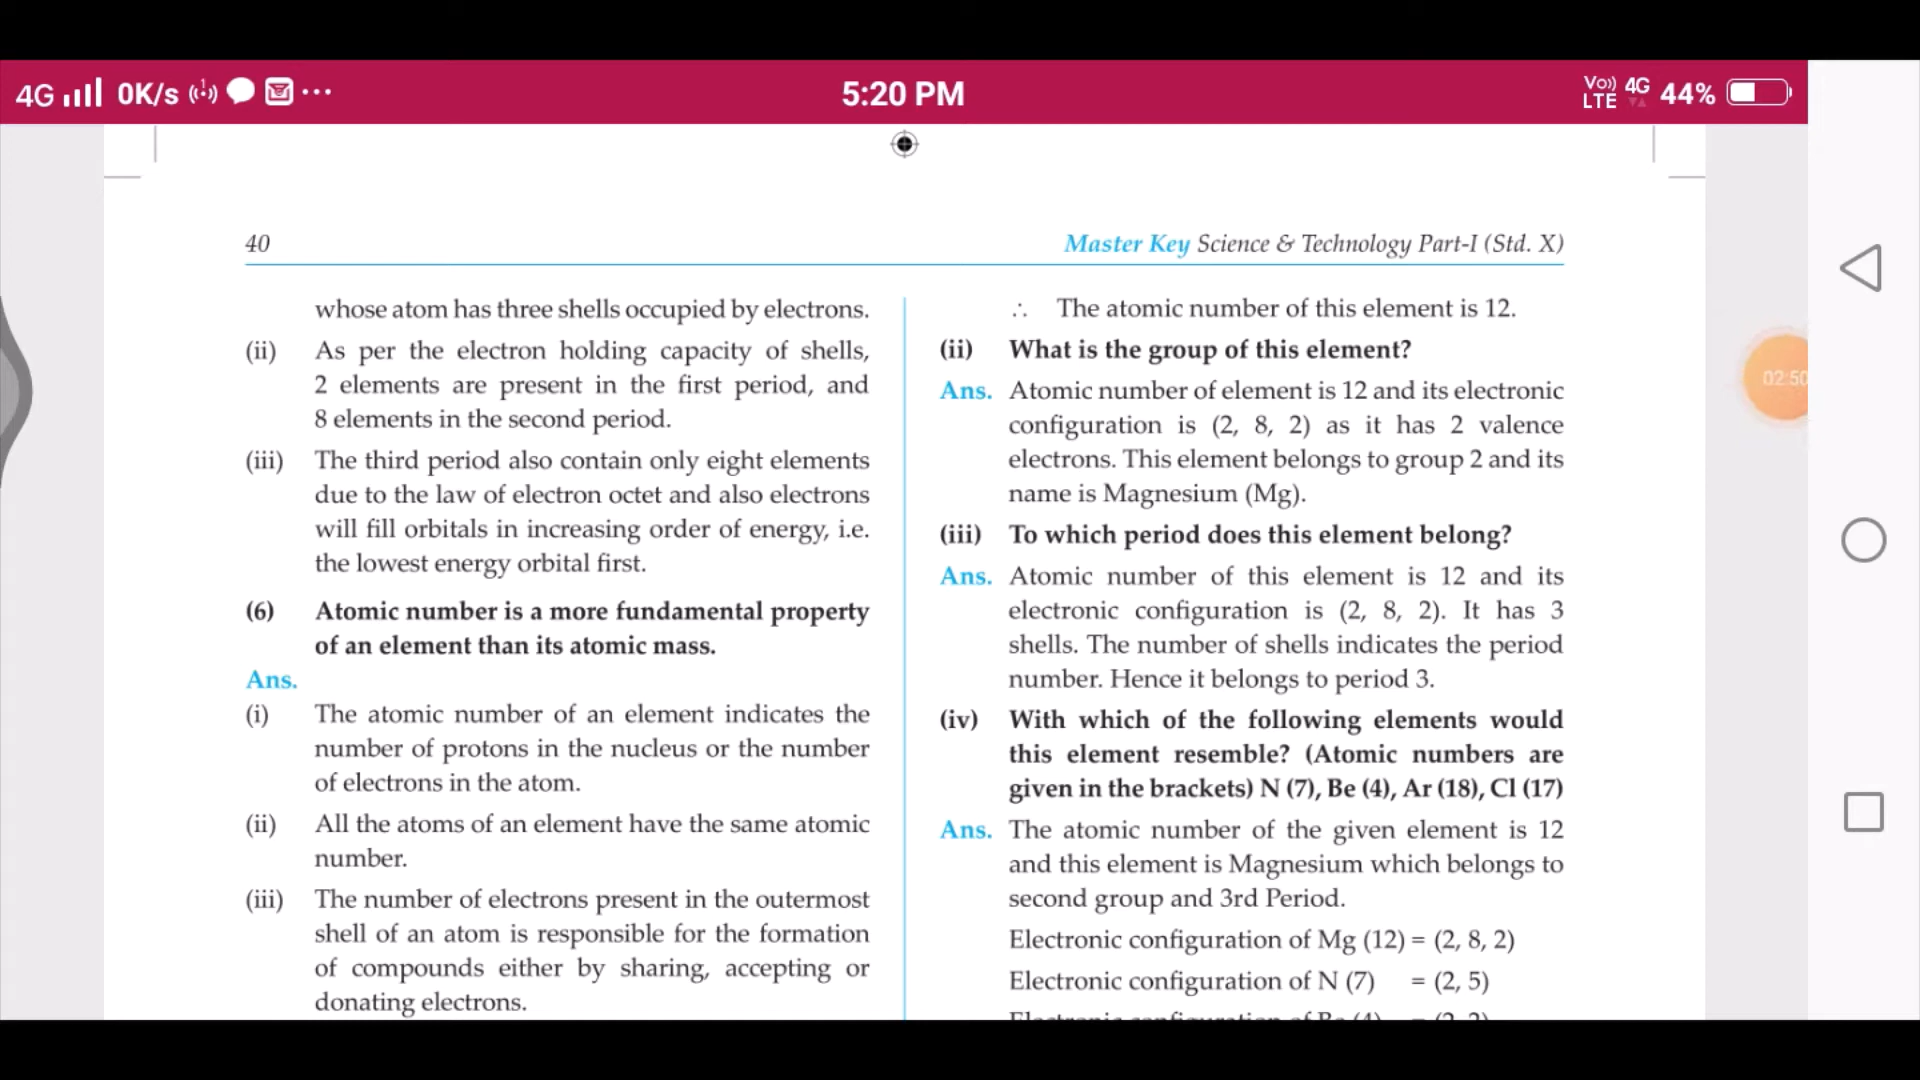 4G 0K/s ...
5:20 PM
Vo)) LTE 4G 44%
40
Master Key Science & Technology Part-I (Std. X)
whose atom has three shells occupied by electrons.
(ii) As per the electron holding capacity of shells,
2 elements are present in the first period, and
8 elements in the second period.
(iii) The third period also contain only eight elements
due to the law of electron octet and also electrons
will fill orbitals in increasing order of energy, i.e.
the lowest energy orbital first.
(6) Atomic number is a more fundamental property
of an element than its atomic mass.
Ans.
(i) The atomic number of an element indicates the
number of protons in the nucleus or the number
of electrons in the atom.
(ii) All the atoms of an element have the same atomic
number.
(iii) The number of electrons present in the outermost
shell of an atom is responsible for the formation
of compounds either by sharing, accepting or
donating electrons.
∴ The atomic number of this element is 12.
(ii) What is the group of this element?
Ans. Atomic number of element is 12 and its electronic
configuration is (2, 8, 2) as it has 2 valence
electrons. This element belongs to group 2 and its
name is Magnesium (Mg).
(iii) To which period does this element belong?
Ans. Atomic number of this element is 12 and its
electronic configuration is (2, 8, 2). It has 3
shells. The number of shells indicates the period
number. Hence it belongs to period 3.
(iv) With which of the following elements would
this element resemble? (Atomic numbers are
given in the brackets) N (7), Be (4), Ar (18), Cl (17)
Ans. The atomic number of the given element is 12
and this element is Magnesium which belongs to
second group and 3rd Period.
Electronic configuration of Mg (12) = (2, 8, 2)
Electronic configuration of N (7) = (2, 5)
Electronic configuration of Be (4) = (2, 2)
02:50